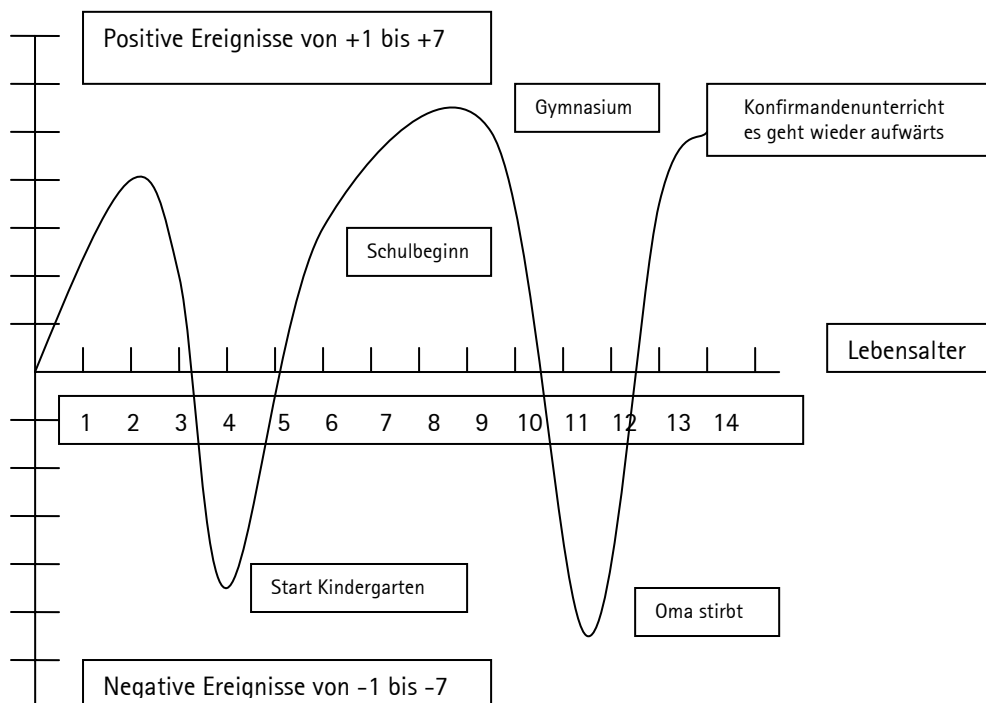 Positive Ereignisse von +1 bis +7
Gymnasium
Konfirmandenunterricht
es geht wieder aufwärts
Schulbeginn
Lebensalter
1 2 3 4 5 6 7 8 9 10 11 12 13 14
Start Kindergarten
Oma stirbt
Negative Ereignisse von -1 bis -7